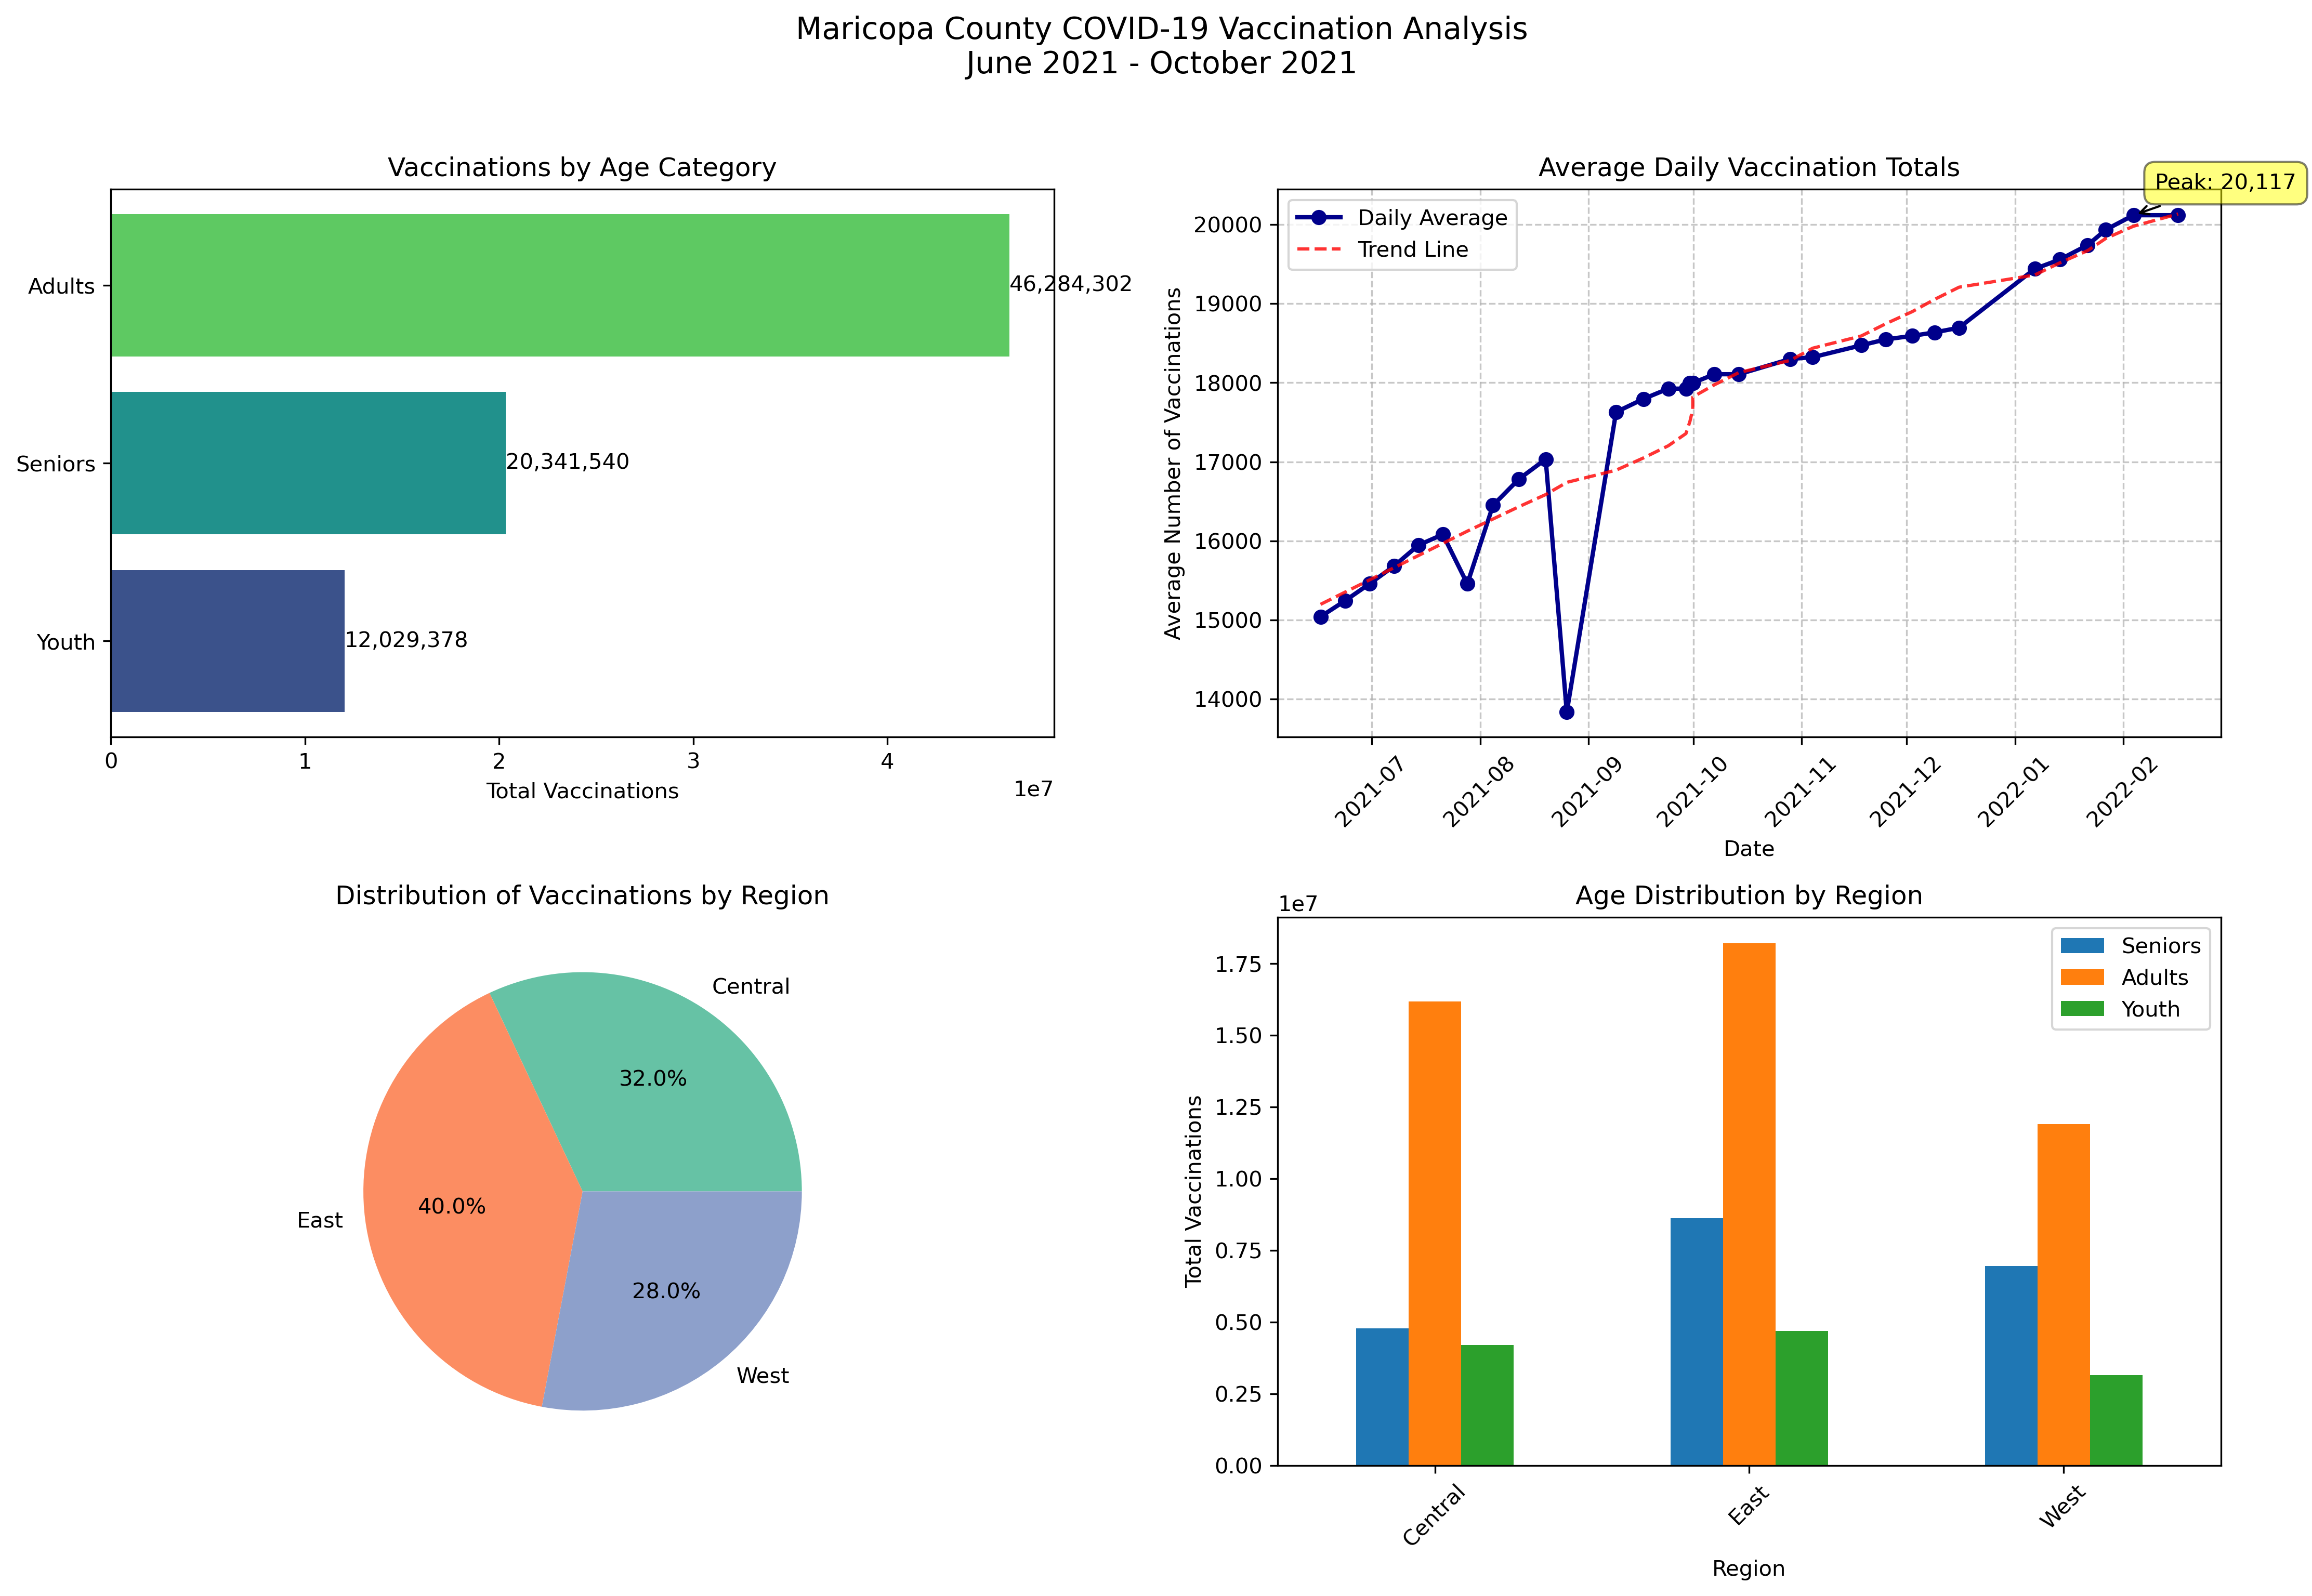 Maricopa County COVID-19 Vaccination Analysis
June 2021 - October 2021
Vaccinations by Age Category
Adults
46,284,302
Seniors
20,341,540
Youth
12,029,378
0 1 2 3 4
1e7
Total Vaccinations
Average Daily Vaccination Totals
Peak: 20,117
Daily Average
Trend Line
Average Number of Vaccinations
20000
19000
18000
17000
16000
15000
14000
2021-07 2021-08 2021-09 2021-10 2021-11 2021-12 2022-01 2022-02
Date
Distribution of Vaccinations by Region
Central
32.0%
East
40.0%
West
28.0%
Age Distribution by Region
1e7
Seniors
Adults
Youth
Total Vaccinations
1.75
1.50
1.25
1.00
0.75
0.50
0.25
0.00
Central East West
Region